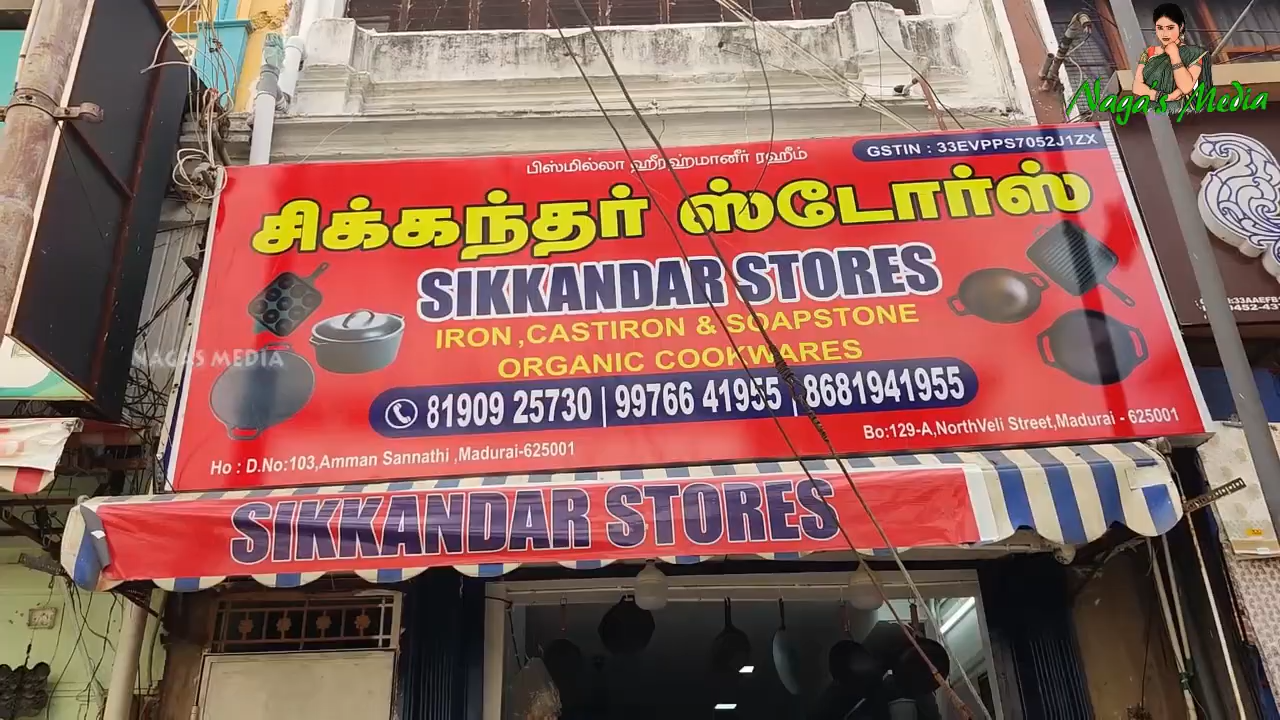 Naga's Media
பிஸ்மில்லா ஹீரஹ்மானீர் ரஹீம்
GSTIN : 33EVPPS7052J1ZX
சிக்கந்தர் ஸ்டோர்ஸ்
SIKKANDAR STORES
IRON ,CASTIRON & SOAPSTONE
ORGANIC COOKWARES
NAGAS MEDIA
81909 25730 | 99766 41955 | 8681941955
Ho : D.No:103,Amman Sannathi ,Madurai-625001
Bo:129-A,NorthVeli Street,Madurai - 625001
SIKKANDAR STORES